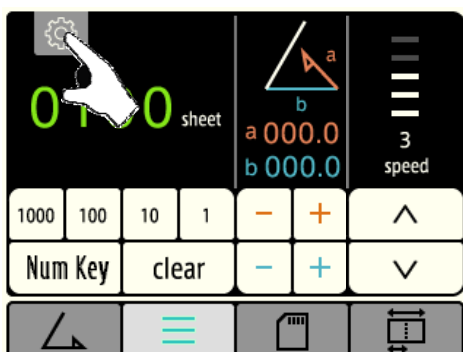 sheet
a
b
a 000.0
b 000.0
3
speed
1000 100 10 1 - + 
Num Key clear - +